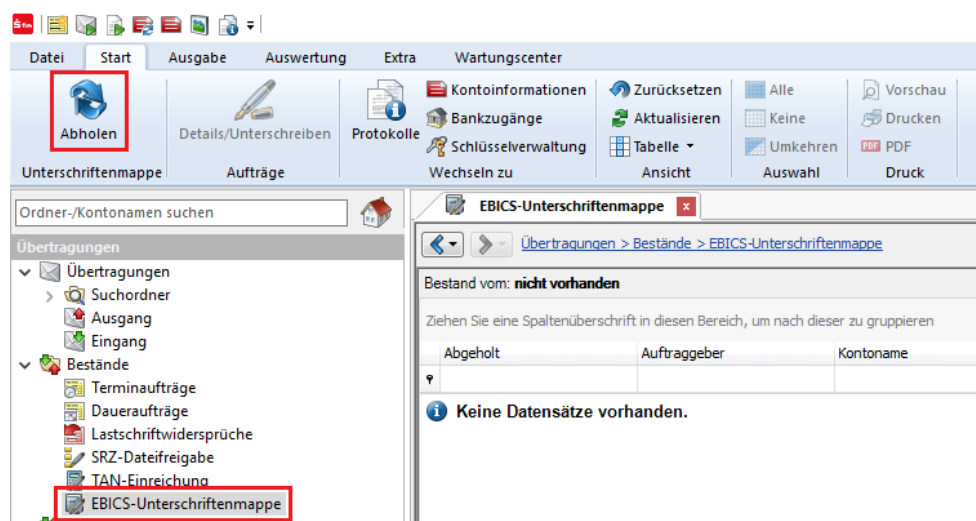 Sfm
Datei Start Ausgabe Auswertung Extra Wartungscenter
Abholen
Unterschriftenmappe
Details/Unterschreiben
Aufträge
Protokolle
Kontoinformationen
Bankzugänge
Schlüsselverwaltung
Wechseln zu
Zurücksetzen
Aktualisieren
Tabelle
Ansicht
Alle
Keine
Umkehren
Auswahl
Vorschau
Drucken
PDF PDF
Druck
Ordner-/Kontonamen suchen
Übertragungen
Übertragungen
Suchordner
Ausgang
Eingang
Bestände
Terminaufträge
Daueraufträge
Lastschriftwidersprüche
SRZ-Dateifreigabe
TAN-Einreichung
EBICS-Unterschriftenmappe
EBICS-Unterschriftenmappe x
Übertragungen > Bestände > EBICS-Unterschriftenmappe
Bestand vom: nicht vorhanden
Ziehen Sie eine Spaltenüberschrift in diesen Bereich, um nach dieser zu gruppieren
Abgeholt Auftraggeber Kontoname
Keine Datensätze vorhanden.